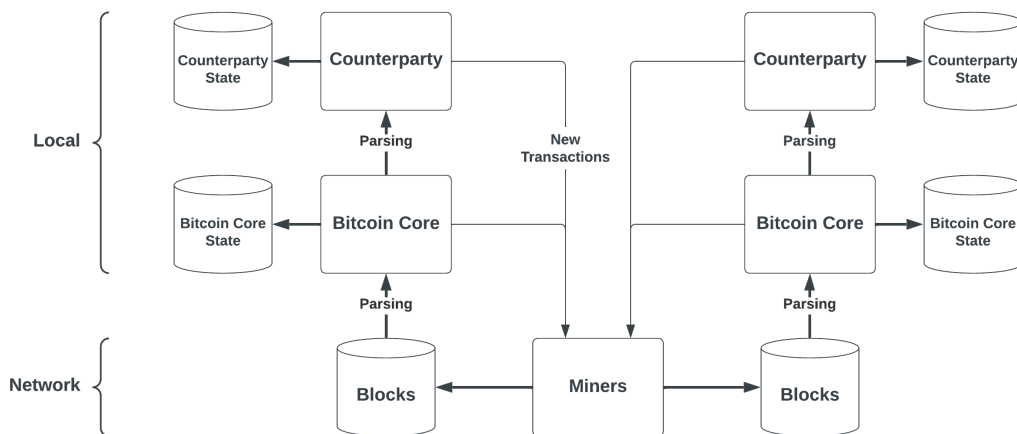 Counterparty
State
Counterparty
Counterparty
Counterparty
State
Local
Parsing
New
Transactions
Parsing
Bitcoin Core
State
Bitcoin Core
Bitcoin Core
Bitcoin Core
State
Parsing
Parsing
Network
Blocks
Miners
Blocks